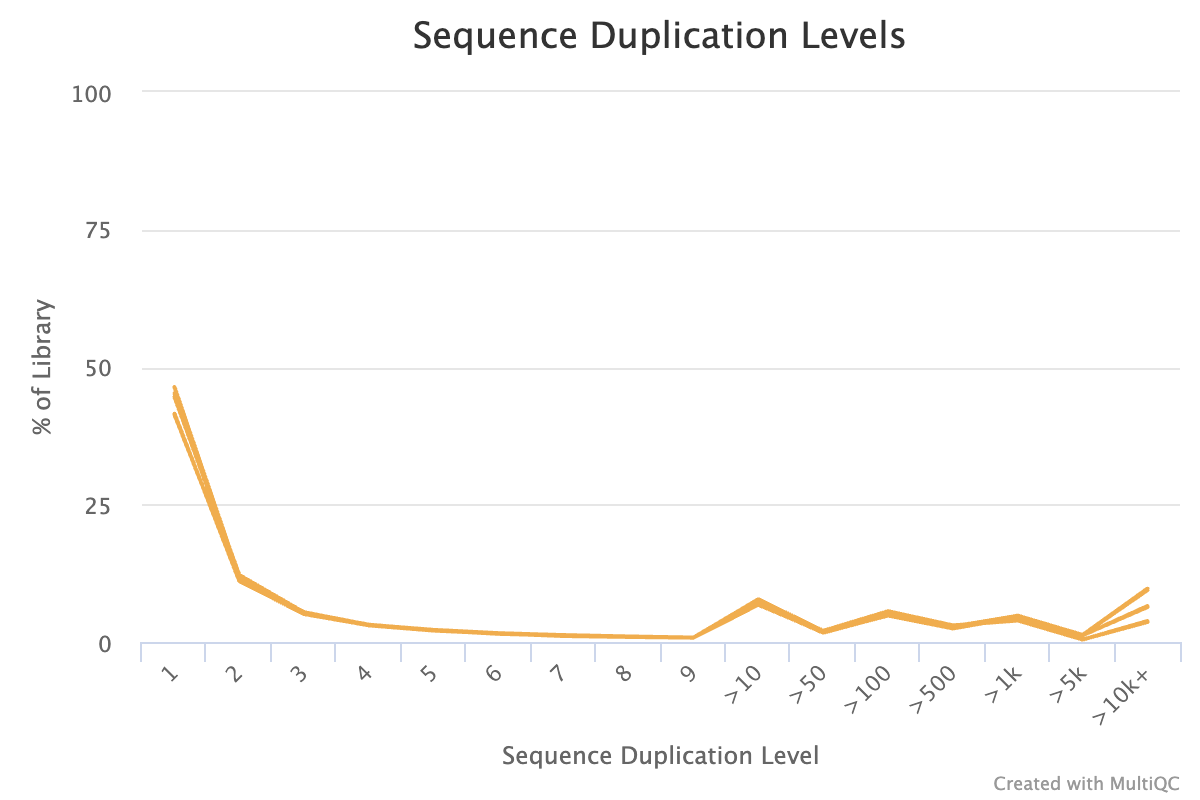 Sequence Duplication Levels
100
75
50
25
0
% of Library
1
2
3
4
5
6
7
8
9
>10
>50
>100
>500
>1k
>5k
>10k+
Sequence Duplication Level
Created with MultiQC